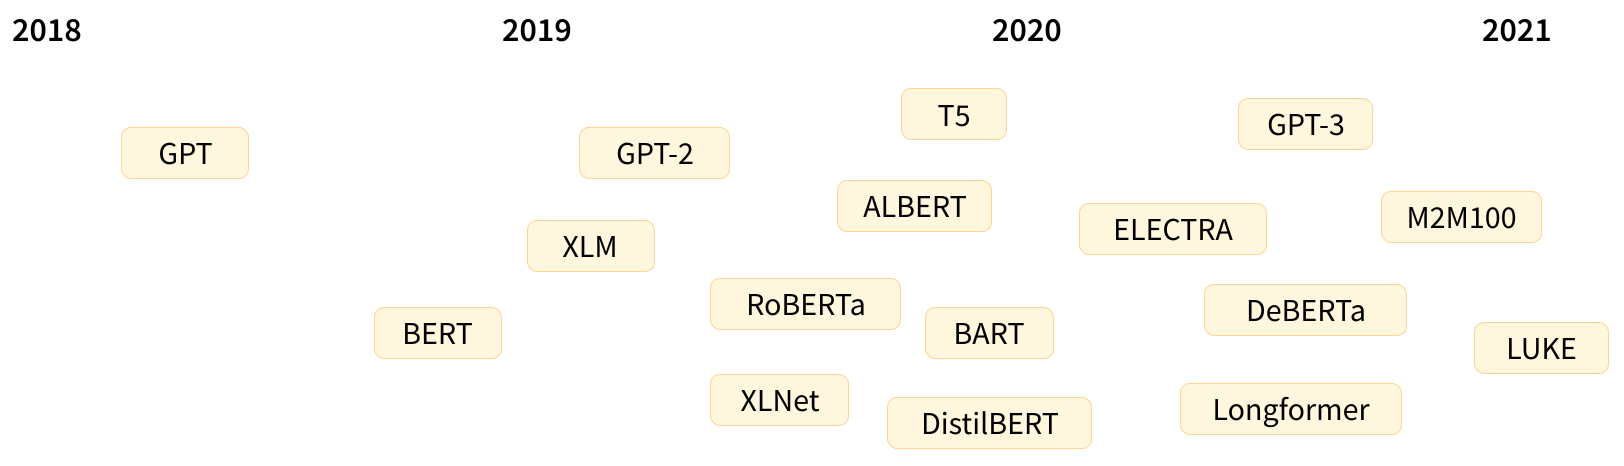 2018 2019 2020 2021
T5
GPT-3
GPT
GPT-2
ALBERT
M2M100
ELECTRA
XLM
RoBERTa
DeBERTa
BERT
BART
LUKE
XLNet
Longformer
DistilBERT